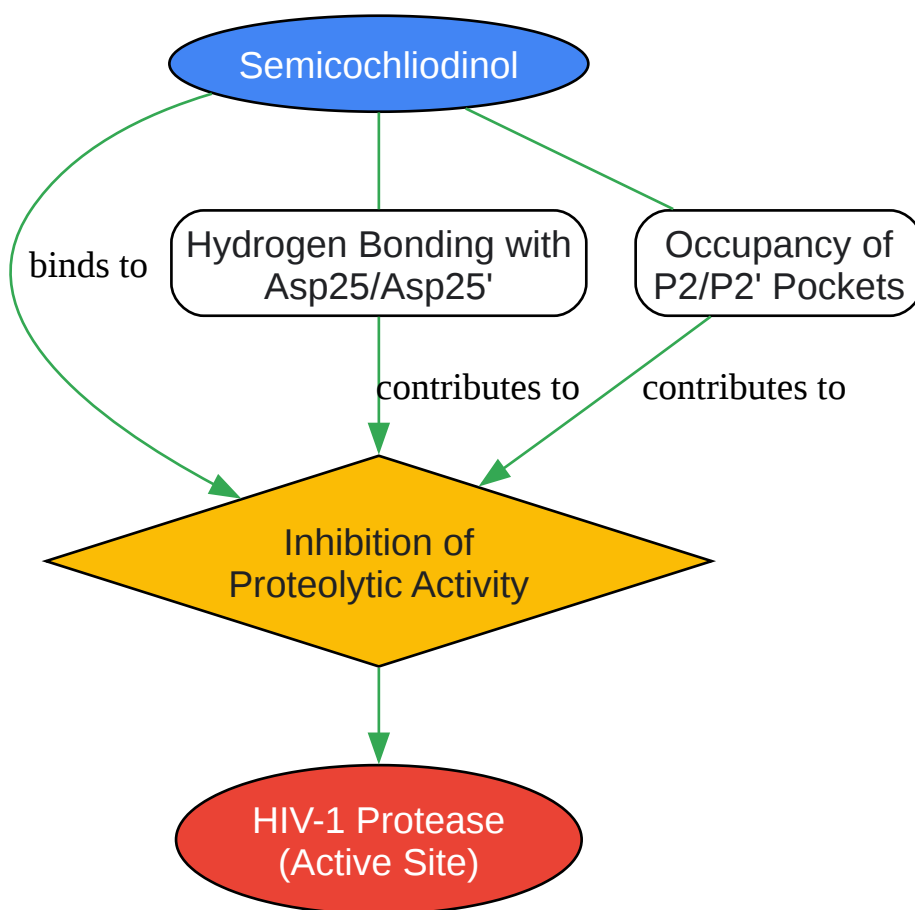 Semicochliodinol
Hydrogen Bonding with
Asp25/Asp25'
Occupancy of
P2/P2' Pockets
binds to
contributes to
contributes to
Inhibition of
Proteolytic Activity
HIV-1 Protease
(Active Site)